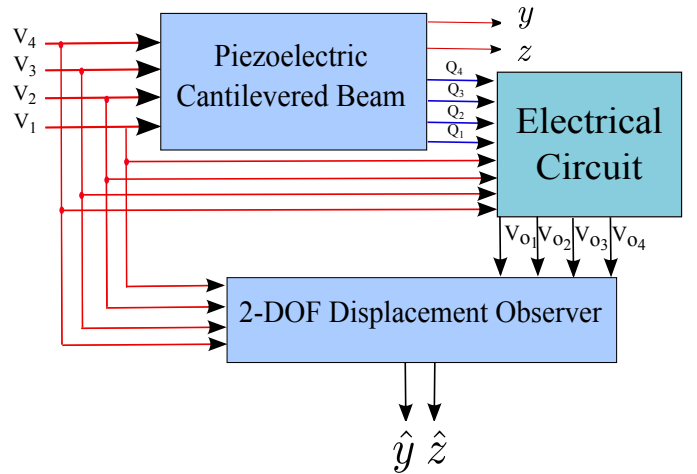 V4
V3
V2
V1
Piezoelectric
Cantilevered Beam
y
z
Q4
Q3
Q2
Q1
Electrical
Circuit
Vo1 Vo2 Vo3 Vo4
2-DOF Displacement Observer
ŷ ẑ